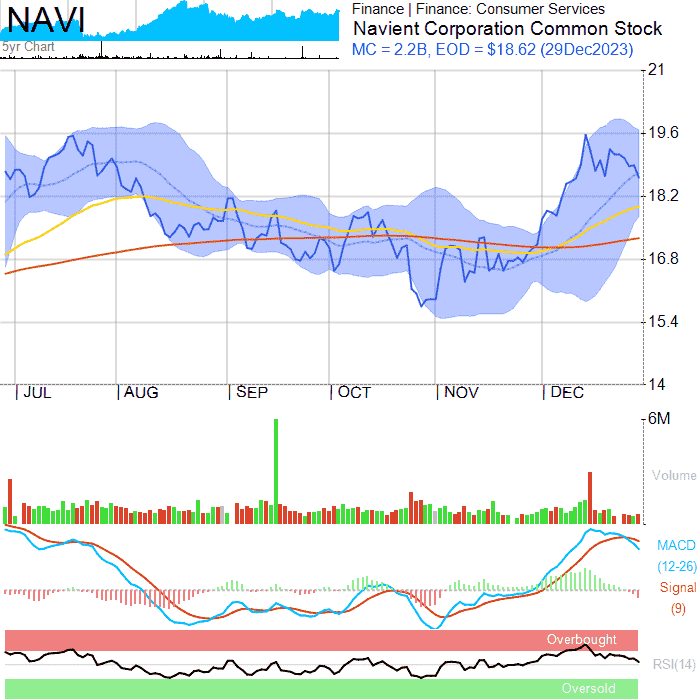 NAVI
5yr Chart
Finance | Finance: Consumer Services
Navient Corporation Common Stock
MC = 2.2B, EOD = $18.62 (29Dec2023)
21
19.6
18.2
16.8
15.4
14
| JUL | AUG | SEP | OCT | NOV | DEC
6M
Volume
MACD
(12-26)
Signal
(9)
Overbought
RSI(14)
Oversold